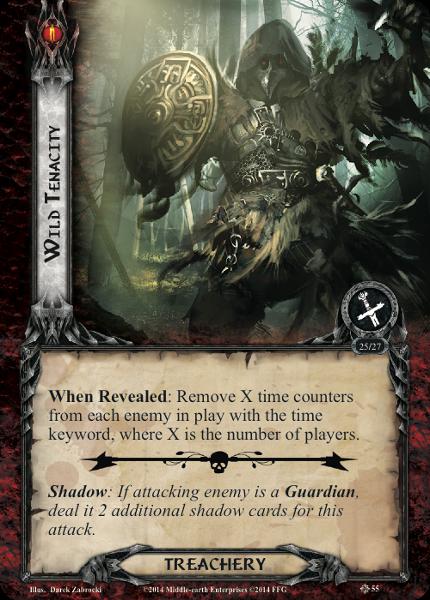 WILD TENACITY
25/27
When Revealed: Remove X time counters
from each enemy in play with the time
keyword, where X is the number of players.
Shadow: If attacking enemy is a Guardian,
deal it 2 additional shadow cards for this
attack.
TREACHERY
Illus. Darek Zabrocki ©2014 Middle-earth Enterprises ©2014 FFG 55